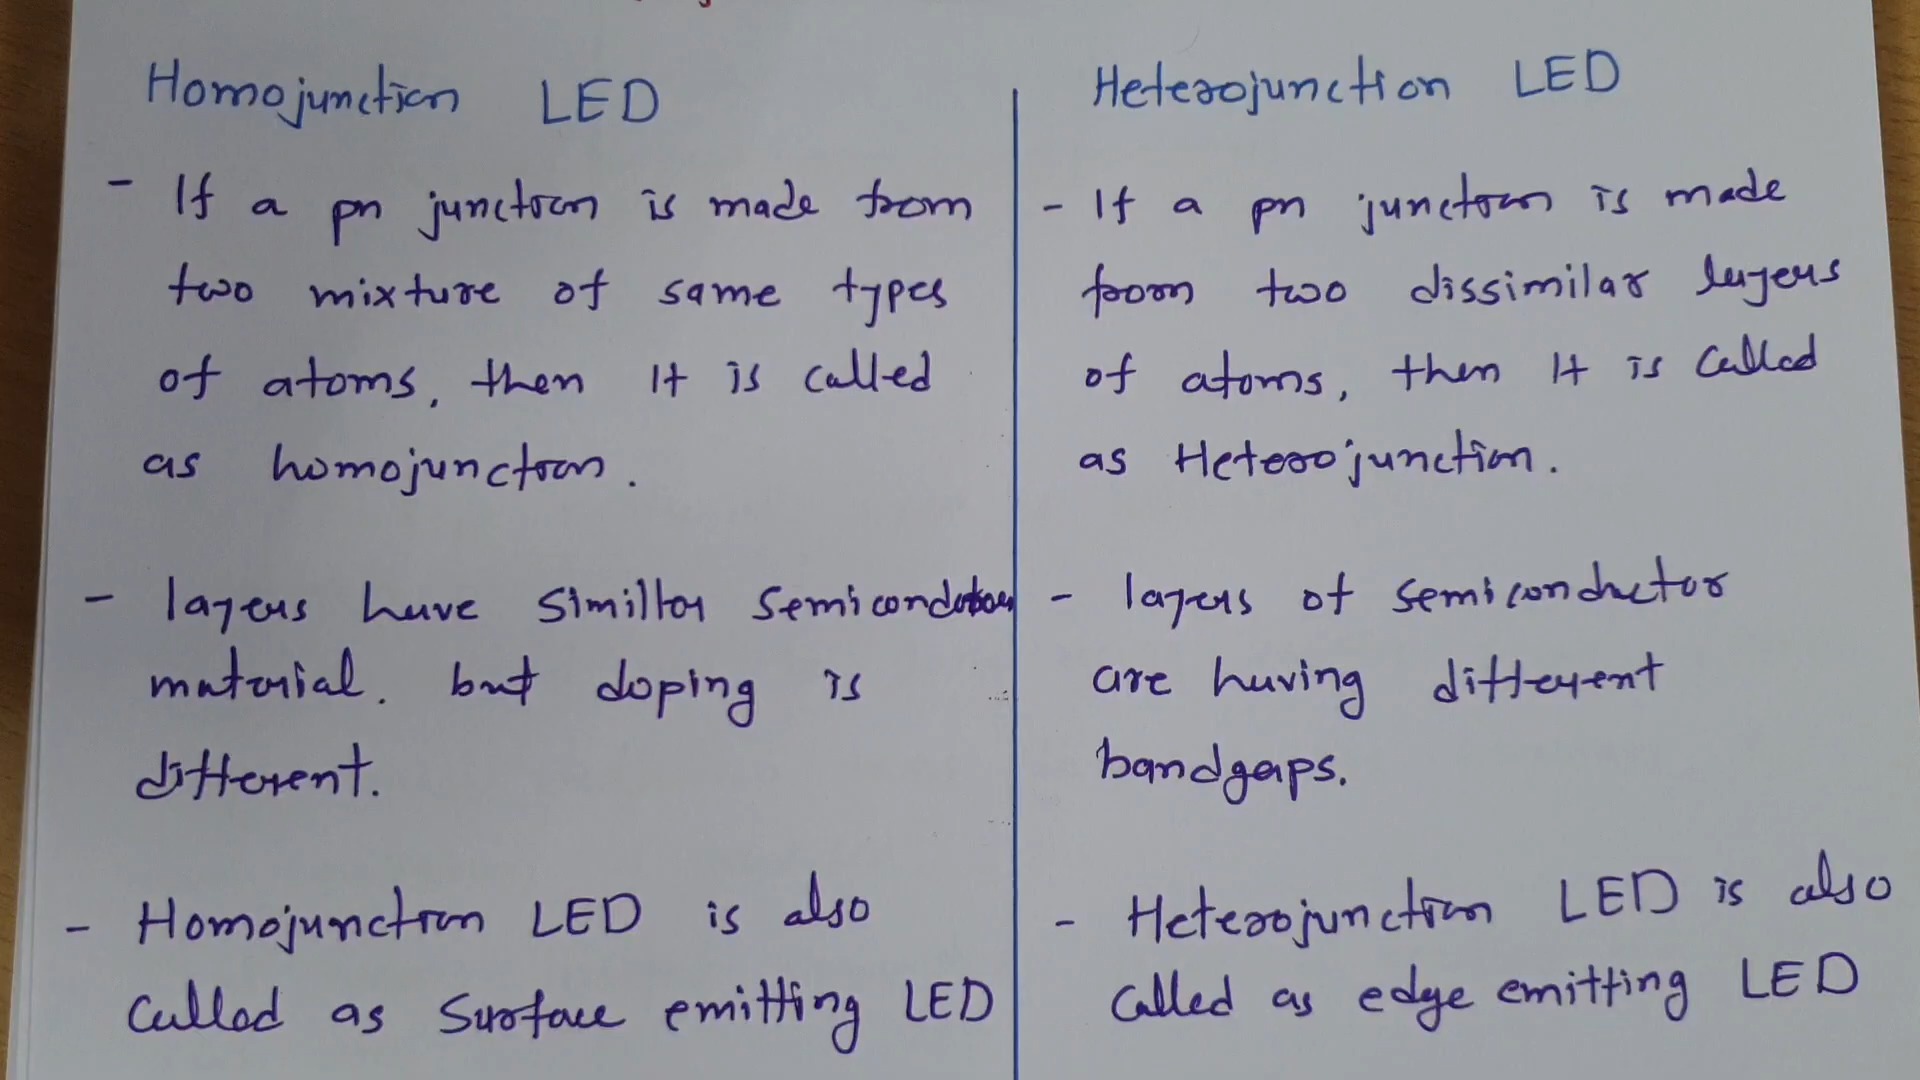 Homojunction LED
- If a pn junction is made from
two mixture of same types
of atoms, then it is called
as homojunction.
- layers have similar semiconductor
material. but doping is
different.
- Homojunction LED is also
called as surface emitting LED
Heterojunction LED
- If a pn junction is made
from two dissimilar layers
of atoms, then it is called
as Heterojunction.
- layers of semiconductor
are having different
bandgaps.
- Heterojunction LED is also
called as edge emitting LED